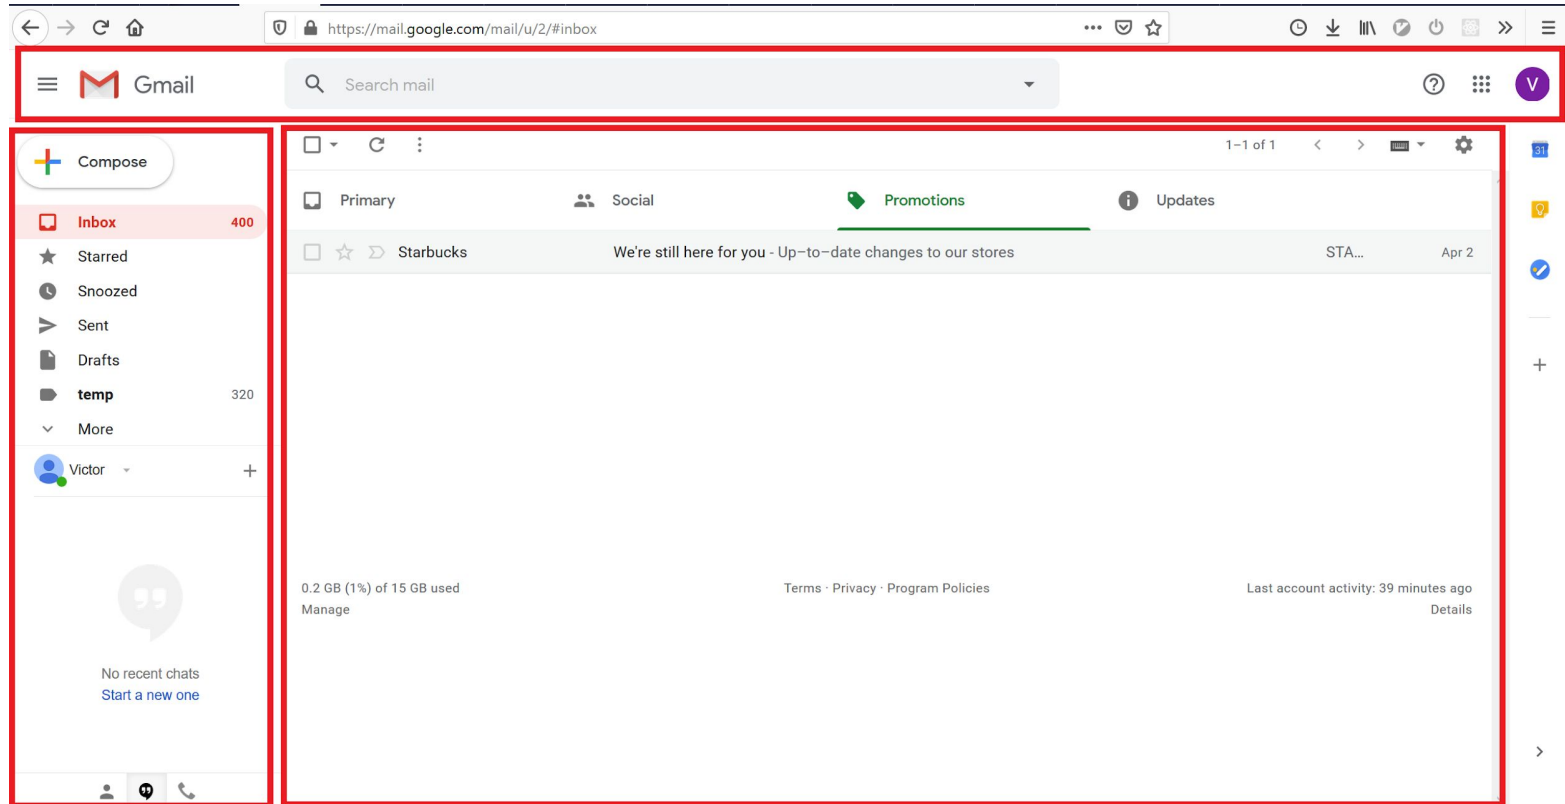 https://mail.google.com/mail/u/2/#inbox
Gmail
Search mail
V
Compose
Inbox 400
Starred
Snoozed
Sent
Drafts
temp 320
More
Victor
No recent chats
Start a new one
1–1 of 1
Primary Social Promotions Updates
Starbucks We're still here for you - Up-to-date changes to our stores STA... Apr 2
0.2 GB (1%) of 15 GB used
Manage
Terms · Privacy · Program Policies
Last account activity: 39 minutes ago
Details
31